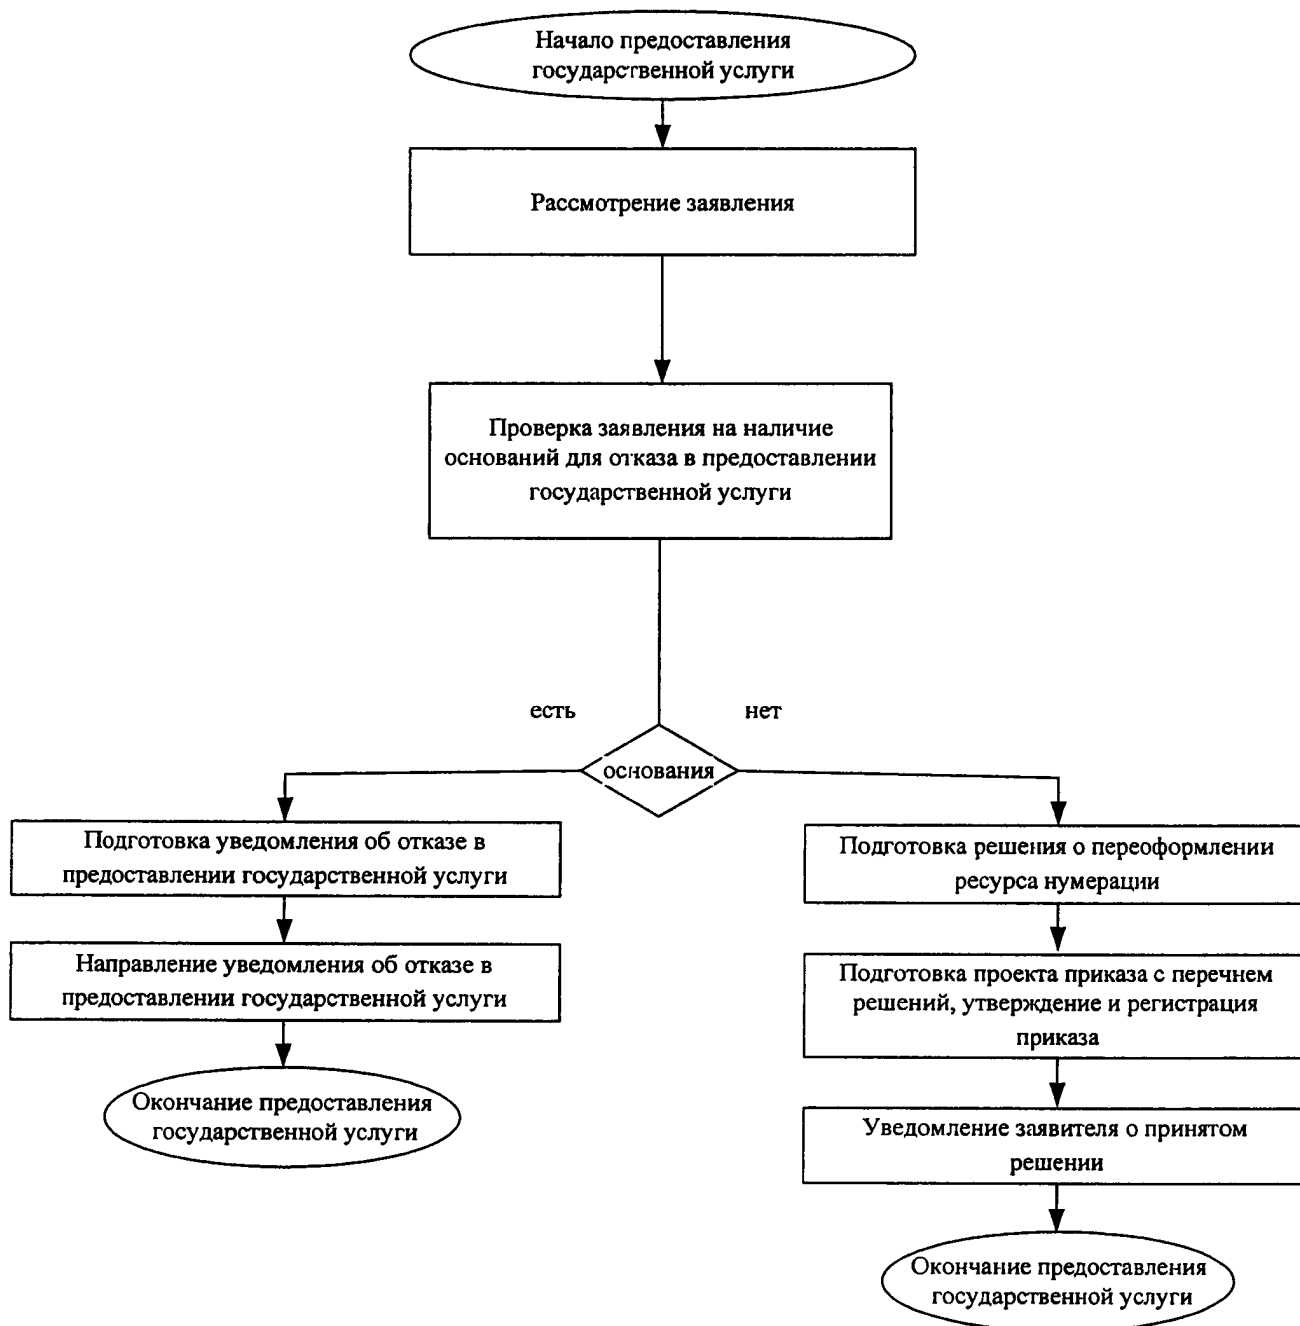 Начало предоставления
государственной услуги
Рассмотрение заявления
Проверка заявления на наличие
оснований для отказа в предоставлении
государственной услуги
есть
нет
основания
Подготовка уведомления об отказе в
предоставлении государственной услуги
Направление уведомления об отказе в
предоставлении государственной услуги
Окончание предоставления
государственной услуги
Подготовка решения о переоформлении
ресурса нумерации
Подготовка проекта приказа с перечнем
решений, утверждение и регистрация
приказа
Уведомление заявителя о принятом
решении
Окончание предоставления
государственной услуги